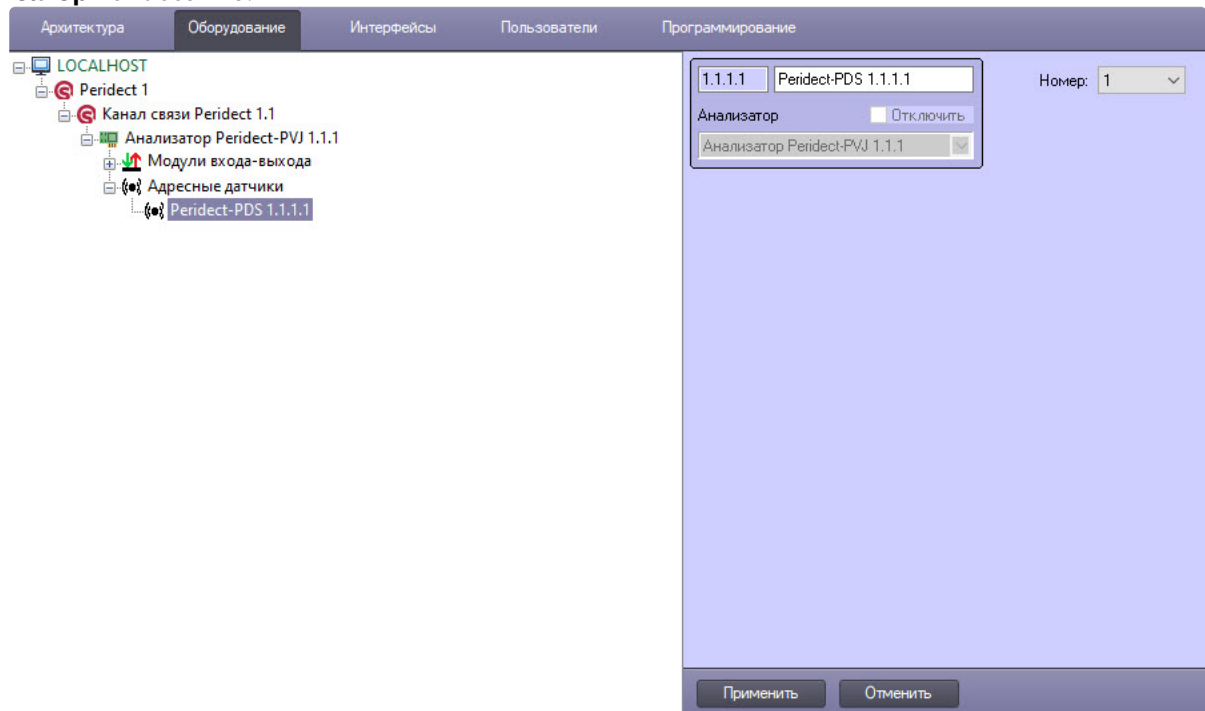 Архитектура
Оборудование
Интерфейсы
Пользователи
Программирование
LOCALHOST
Peridect 1
Канал связи Peridect 1.1
Анализатор Peridect-PVJ 1.1.1
Модули входа-выхода
Адресные датчики
Peridect-PDS 1.1.1.1
1.1.1.1
Peridect-PDS 1.1.1.1
Номер: 1
Анализатор
Отключить
Анализатор Peridect-PVJ 1.1.1
Применить
Отменить